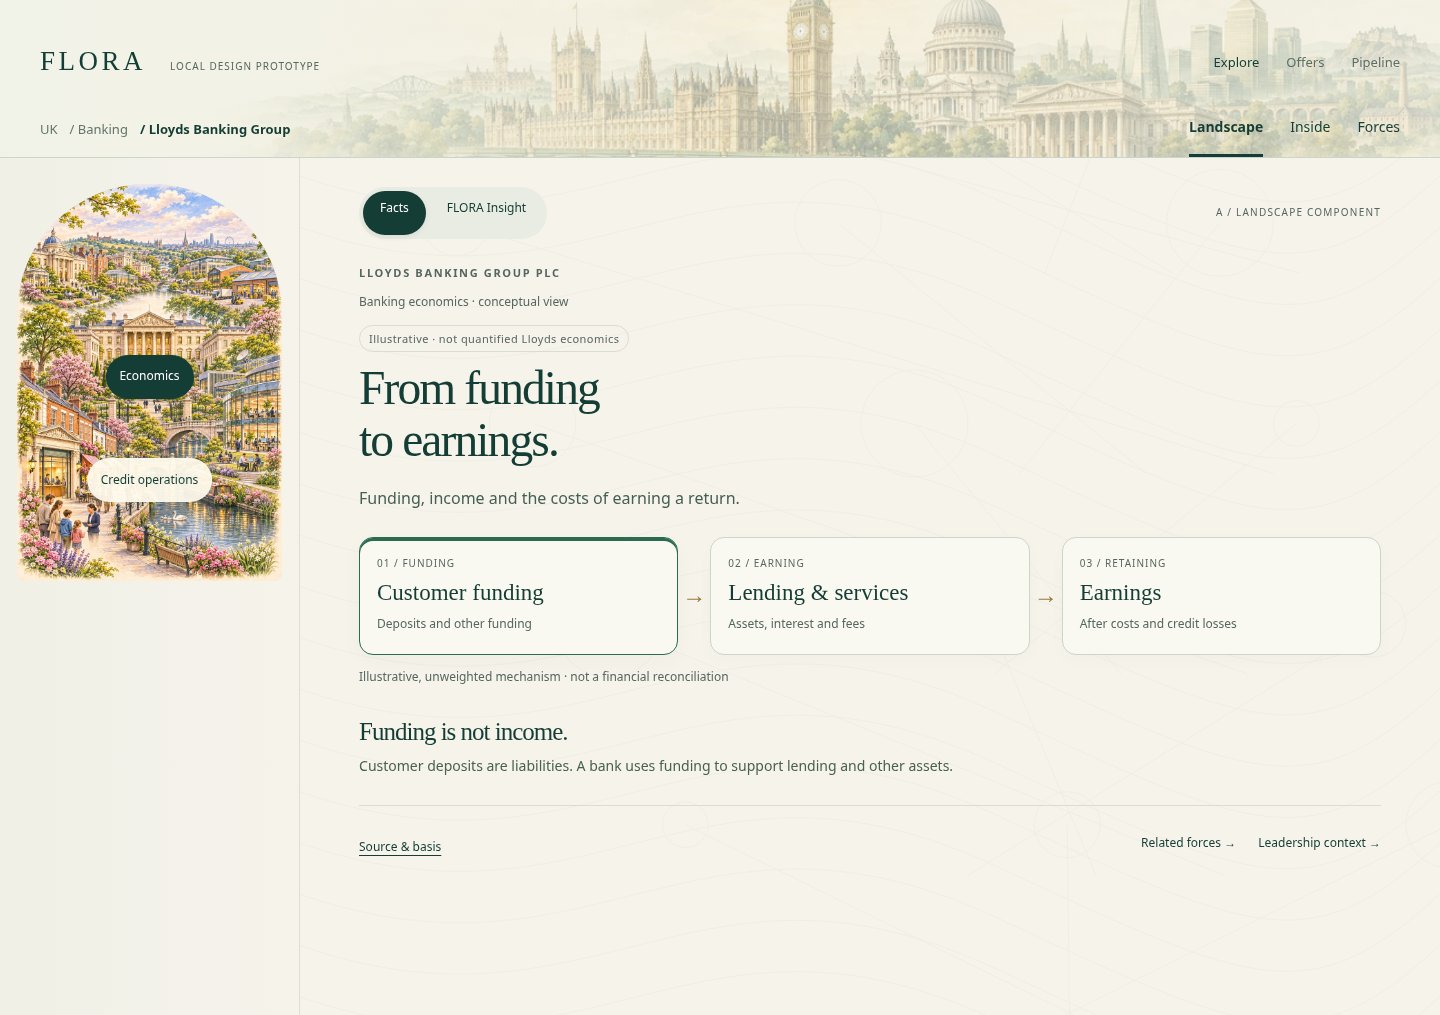 FLORA LOCAL DESIGN PROTOTYPE
Explore Offers Pipeline
UK / Banking / Lloyds Banking Group
Landscape Inside Forces
Economics
Credit operations
Facts FLORA Insight
A / LANDSCAPE COMPONENT
LLOYDS BANKING GROUP PLC
Banking economics · conceptual view
Illustrative · not quantified Lloyds economics
From funding
to earnings.
Funding, income and the costs of earning a return.
01 / FUNDING
Customer funding
Deposits and other funding
→
02 / EARNING
Lending & services
Assets, interest and fees
→
03 / RETAINING
Earnings
After costs and credit losses
Illustrative, unweighted mechanism · not a financial reconciliation
Funding is not income.
Customer deposits are liabilities. A bank uses funding to support lending and other assets.
Source & basis
Related forces → Leadership context →